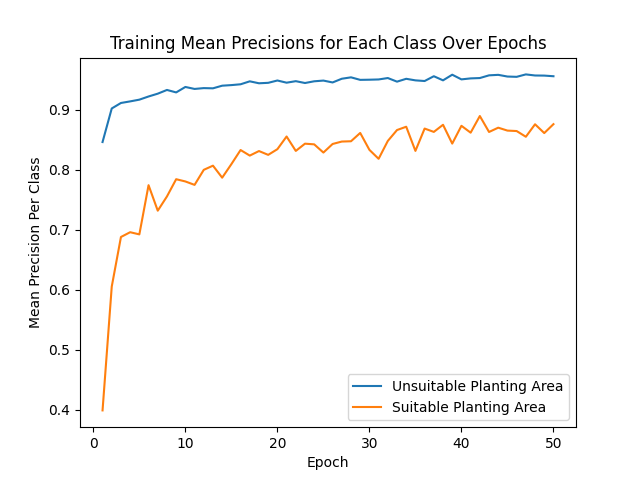 Training Mean Precisions for Each Class Over Epochs
Mean Precision Per Class
0.9
0.8
0.7
0.6
0.5
0.4
Unsuitable Planting Area
Suitable Planting Area
0 10 20 30 40 50
Epoch